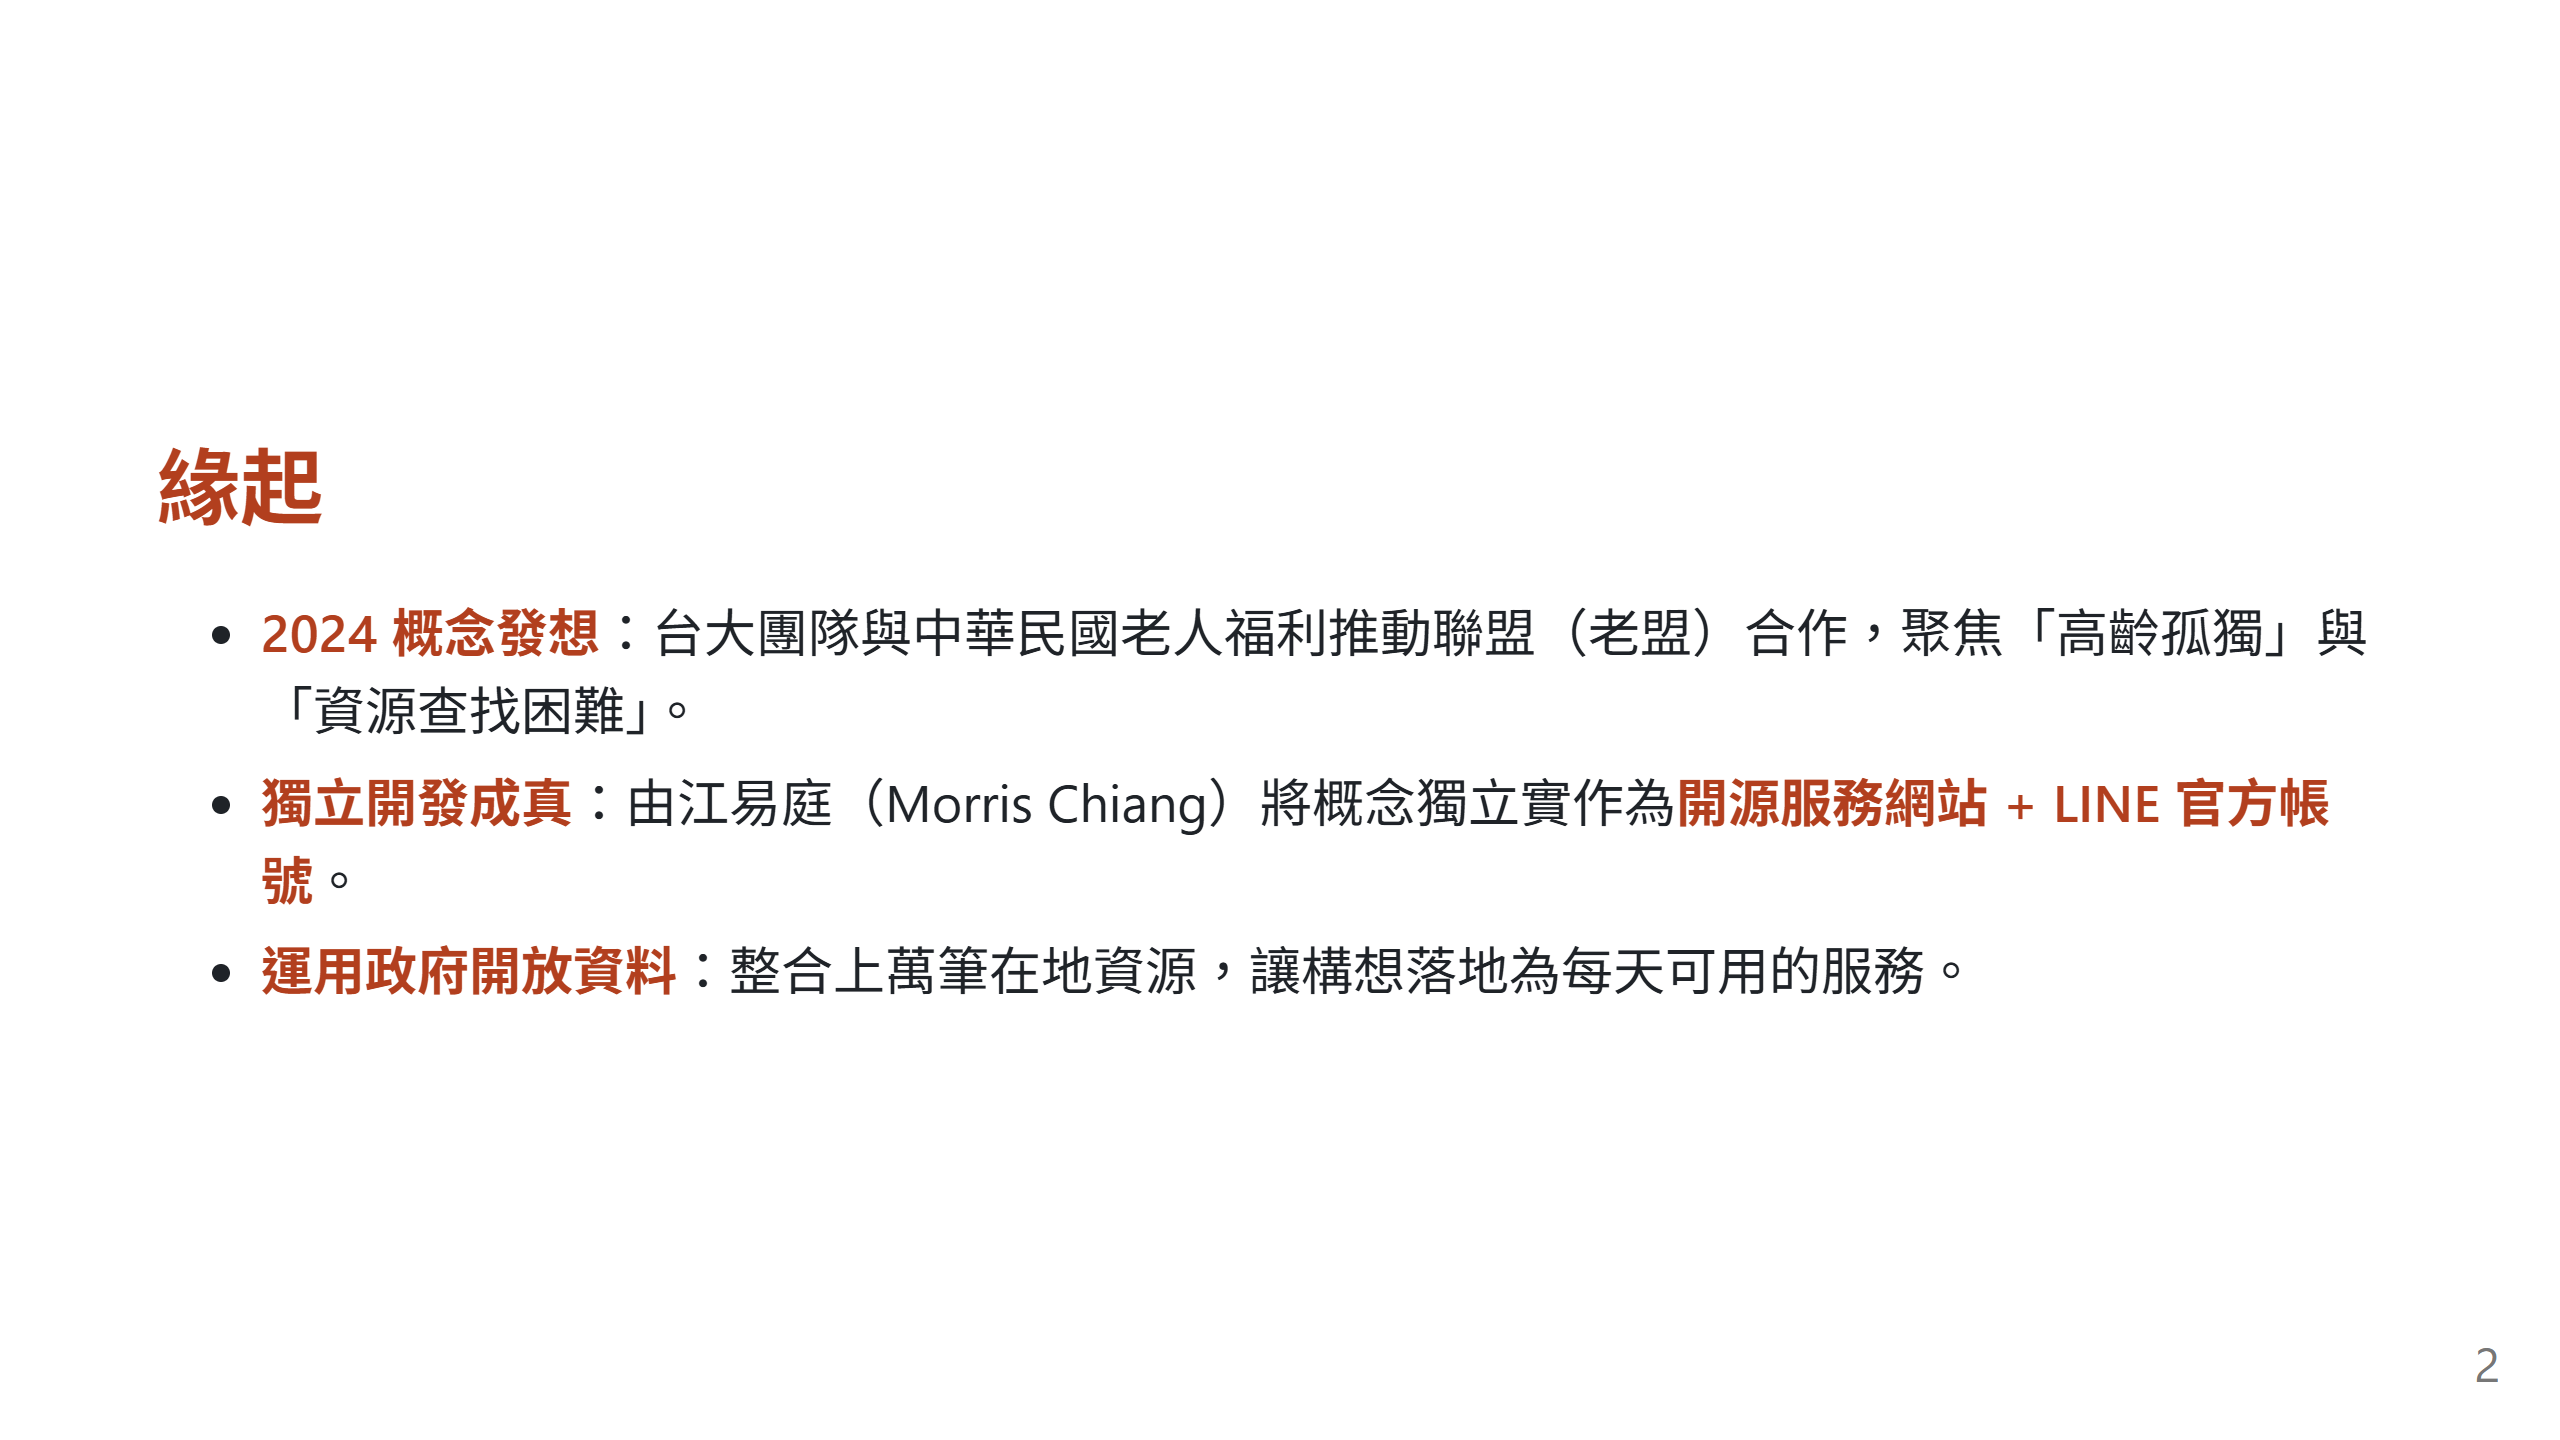 緣起
• 2024 概念發想：台大團隊與中華民國老人福利推動聯盟（老盟）合作，聚焦「高齡孤獨」與
「資源查找困難」。
• 獨立開發成真：由江易庭（Morris Chiang）將概念獨立實作為開源服務網站 + LINE 官方帳
號。
• 運用政府開放資料：整合上萬筆在地資源，讓構想落地為每天可用的服務。
2